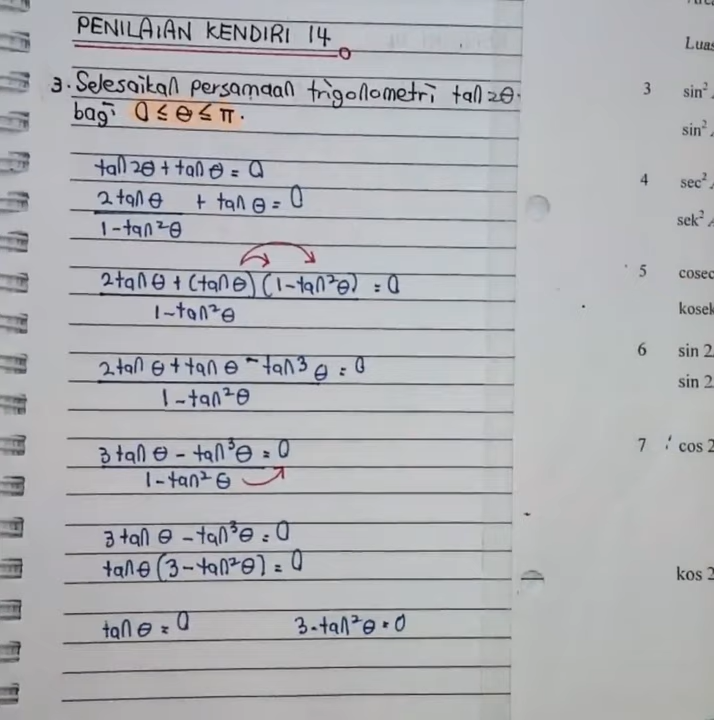 PENILAIAN KENDIRI 14
3. Selesaikan persamaan trigonometri tan 2θ.
bagi 0 ≤ θ ≤ π.
tan 2θ + tan θ = 0
2 tan θ + tan θ = 0
1 - tan²θ
2 tan θ + (tan θ) (1 - tan²θ) = 0
1 - tan²θ
2 tan θ + tan θ - tan³ θ = 0
1 - tan²θ
3 tan θ - tan³θ = 0
1 - tan² θ
3 tan θ - tan³θ = 0
tan θ (3 - tan²θ) = 0
tan θ = 0 3 - tan²θ = 0
Luas
3 sin²
sin²
4 sec²
sek²
5 cosec
kosek
6 sin 2
sin 2
7 cos 2
kos 2